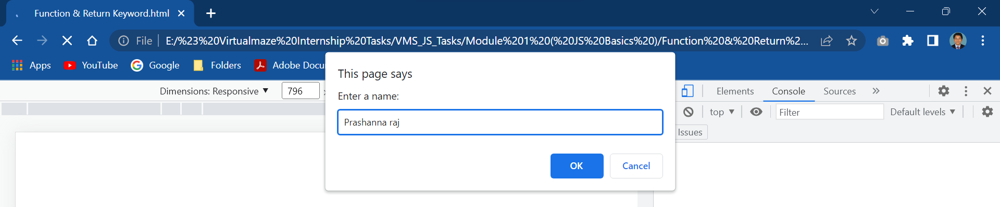 Function & Return Keyword.html
File E:/%23%20Virtualmaze%20Internship%20Tasks/VMS_JS_Tasks/Module%201%20(%20JS%20Basics%20)/Function%20&%20Return%2...
Apps YouTube Google Folders Adobe Docu
This page says
Enter a name:
Prashanna raj
OK Cancel
Dimensions: Responsive 796
Elements Console Sources
top Filter Default levels
Issues